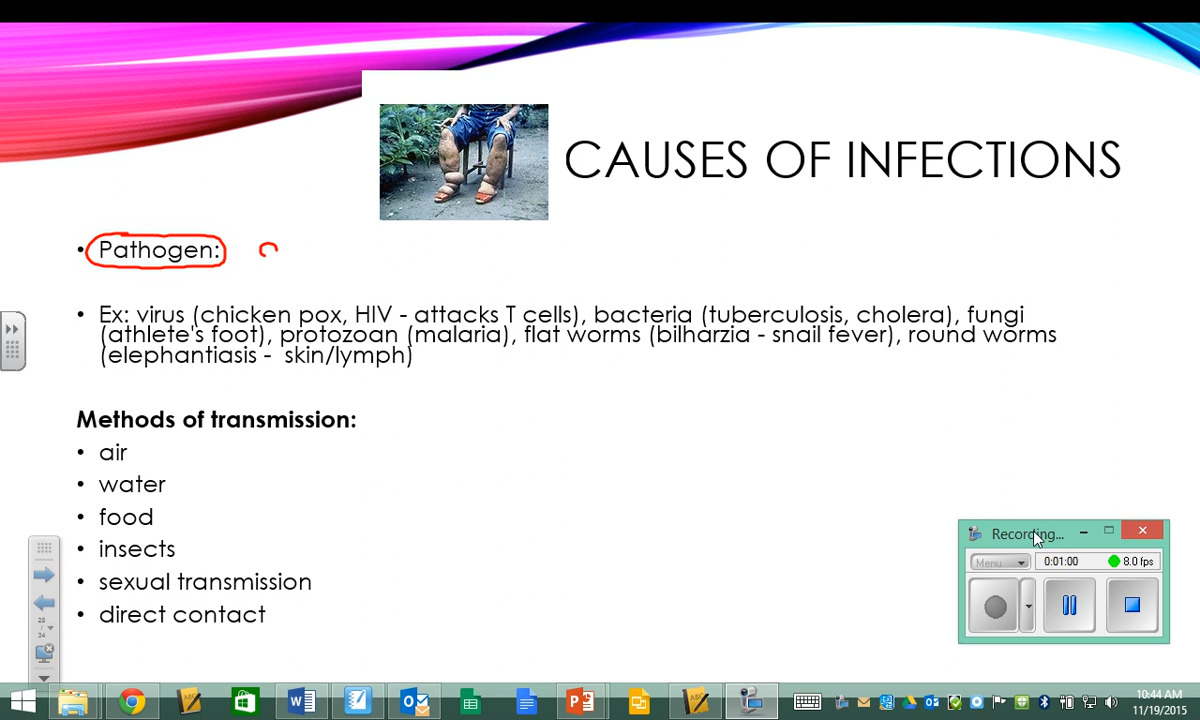 CAUSES OF INFECTIONS
• Pathogen:
• Ex: virus (chicken pox, HIV - attacks T cells), bacteria (tuberculosis, cholera), fungi
(athlete's foot), protozoan (malaria), flat worms (bilharzia - snail fever), round worms
(elephantiasis - skin/lymph)
Methods of transmission:
• air
• water
• food
• insects
• sexual transmission
• direct contact
Recording...
Menu
0:01:00
8.0 fps
28
/
24
10:44 AM
11/19/2015